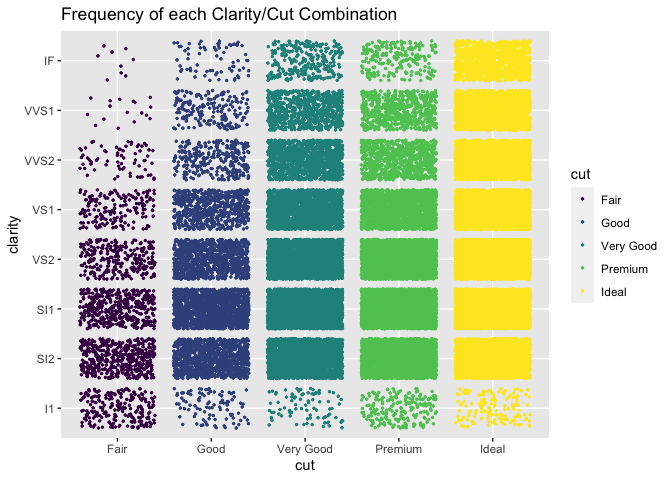 Frequency of each Clarity/Cut Combination
clarity
IF
VVS1
VVS2
VS1
VS2
SI1
SI2
I1
Fair Good Very Good Premium Ideal
cut
cut
Fair
Good
Very Good
Premium
Ideal